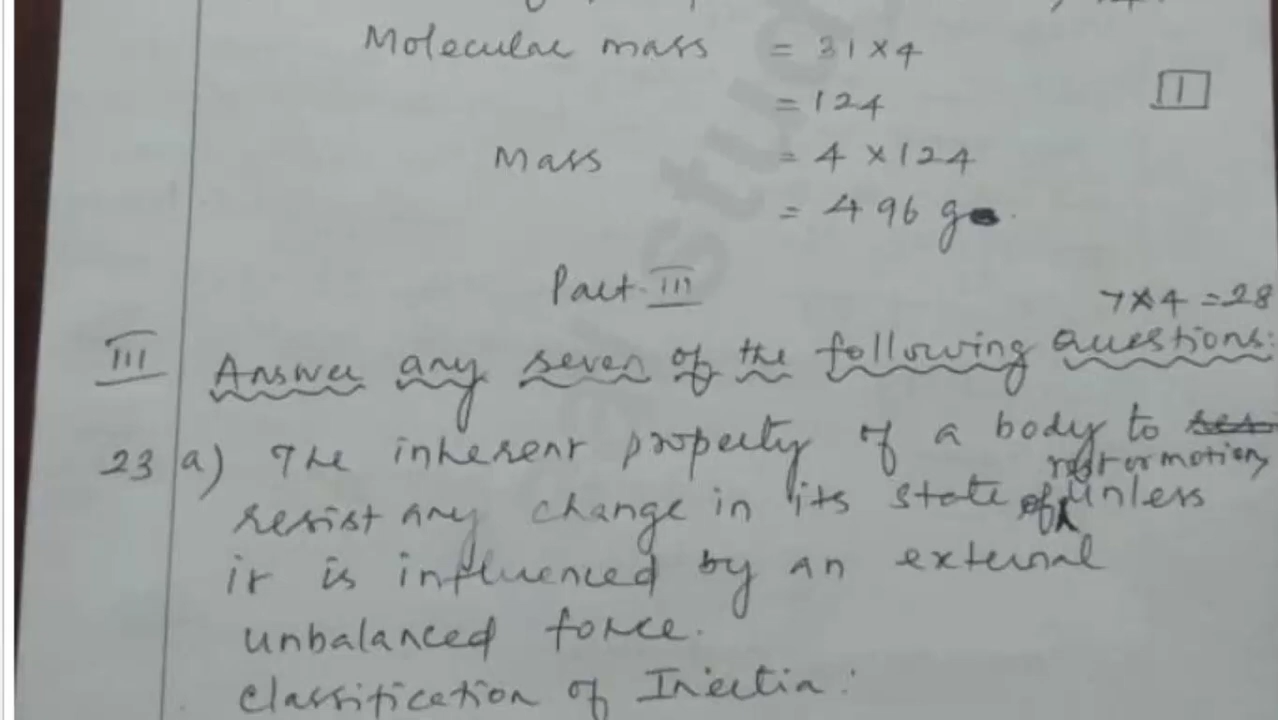 Molecular mass = 31 × 4
= 124
1
Mass = 4 × 124
= 496 g
Part III
7 × 4 = 28
III Answer any seven of the following questions:
23 a) The inherent property of a body to
resist any change in its state of rest or motion, unless
it is influenced by an external
unbalanced force.
Classification of Inertia: